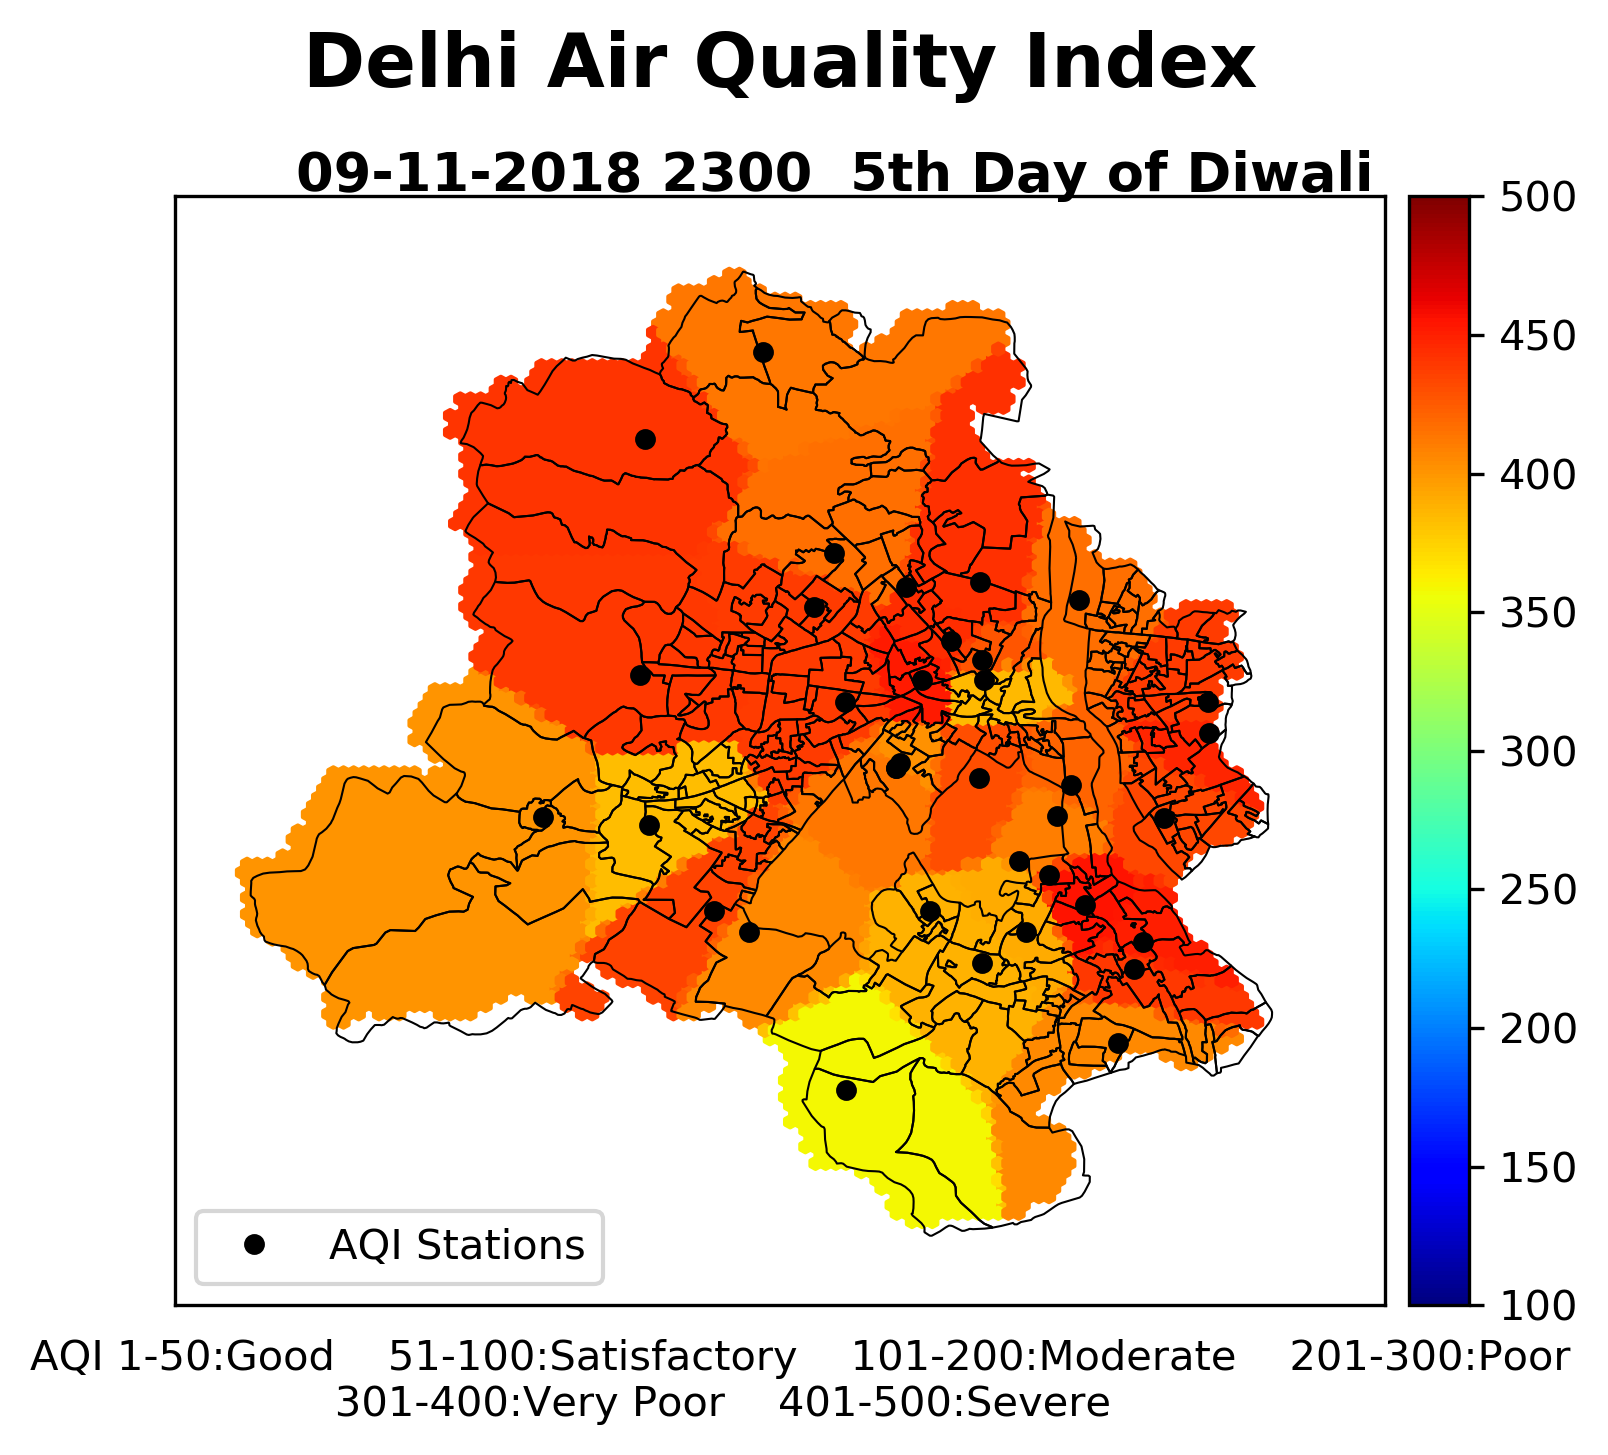 Delhi Air Quality Index
09-11-2018 2300  5th Day of Diwali
500
450
400
350
300
250
200
150
100
AQI Stations
AQI 1-50:Good    51-100:Satisfactory    101-200:Moderate    201-300:Poor
301-400:Very Poor    401-500:Severe